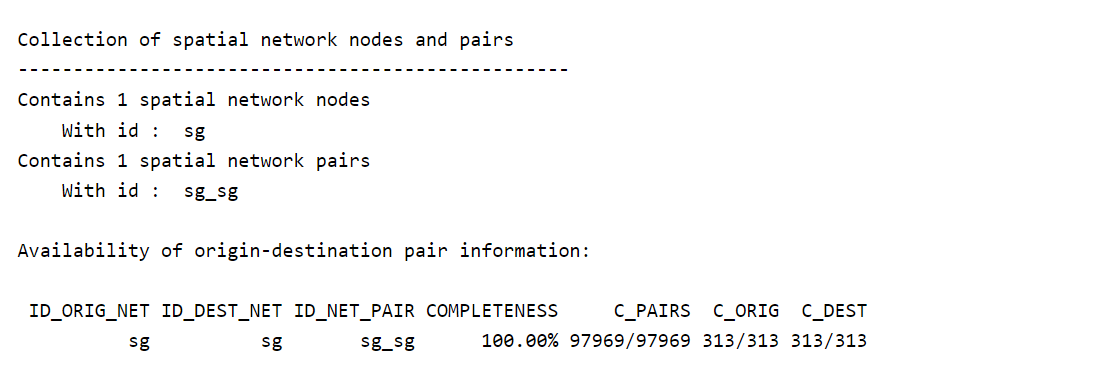 Collection of spatial network nodes and pairs
--------------------------------------------------
Contains 1 spatial network nodes
    With id :  sg
Contains 1 spatial network pairs
    With id :  sg_sg

Availability of origin-destination pair information:

 ID_ORIG_NET ID_DEST_NET ID_NET_PAIR COMPLETENESS     C_PAIRS  C_ORIG  C_DEST
          sg          sg       sg_sg      100.00% 97969/97969 313/313 313/313